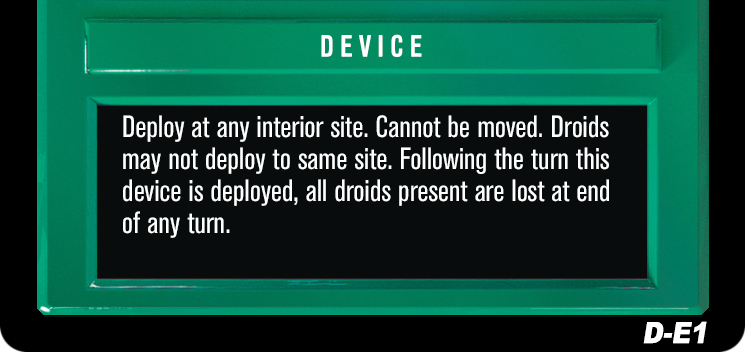 DEVICE
Deploy at any interior site. Cannot be moved. Droids
may not deploy to same site. Following the turn this
device is deployed, all droids present are lost at end
of any turn.
D-E1